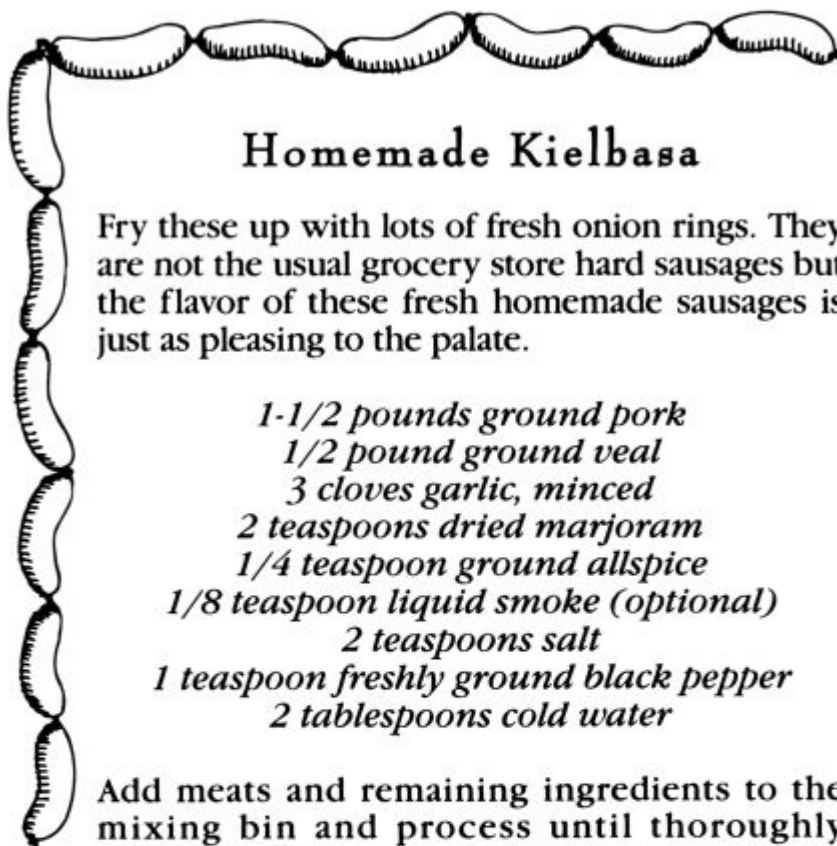 Homemade Kielbasa
Fry these up with lots of fresh onion rings. They
are not the usual grocery store hard sausages but
the flavor of these fresh homemade sausages is
just as pleasing to the palate.
1-1/2 pounds ground pork
1/2 pound ground veal
3 cloves garlic, minced
2 teaspoons dried marjoram
1/4 teaspoon ground allspice
1/8 teaspoon liquid smoke (optional)
2 teaspoons salt
1 teaspoon freshly ground black pepper
2 tablespoons cold water
Add meats and remaining ingredients to the
mixing bin and process until thoroughly